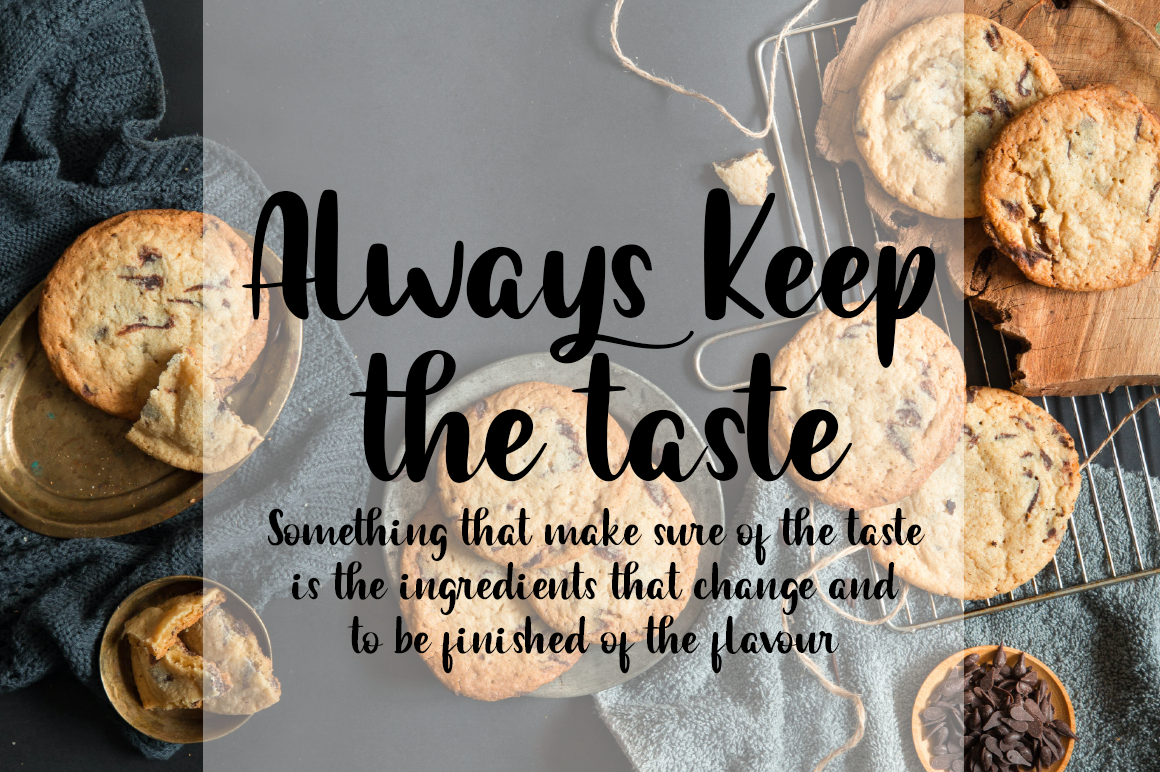 Always Keep
the taste
Something that make sure of the taste
is the ingredients that change and
to be finished of the flavour